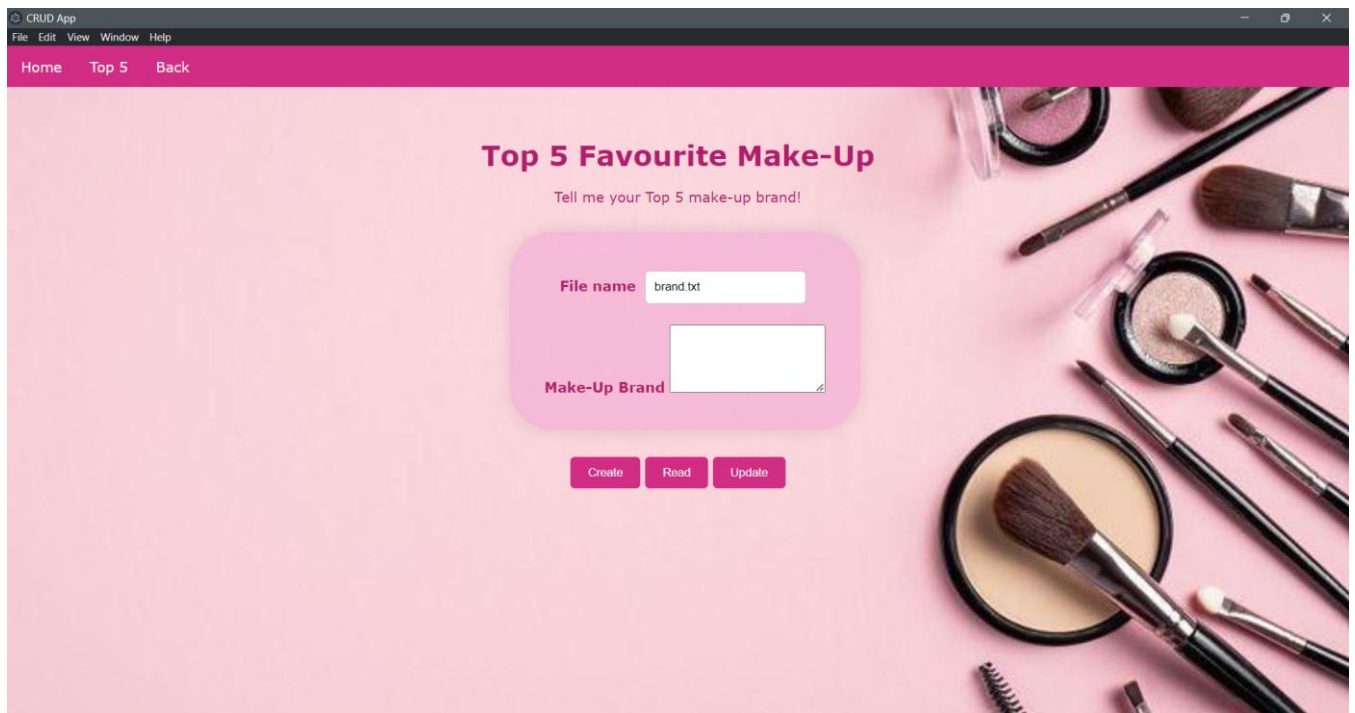 CRUD App
File Edit View Window Help
Home Top 5 Back
Top 5 Favourite Make-Up
Tell me your Top 5 make-up brand!
File name brand.txt
Make-Up Brand
Create Read Update